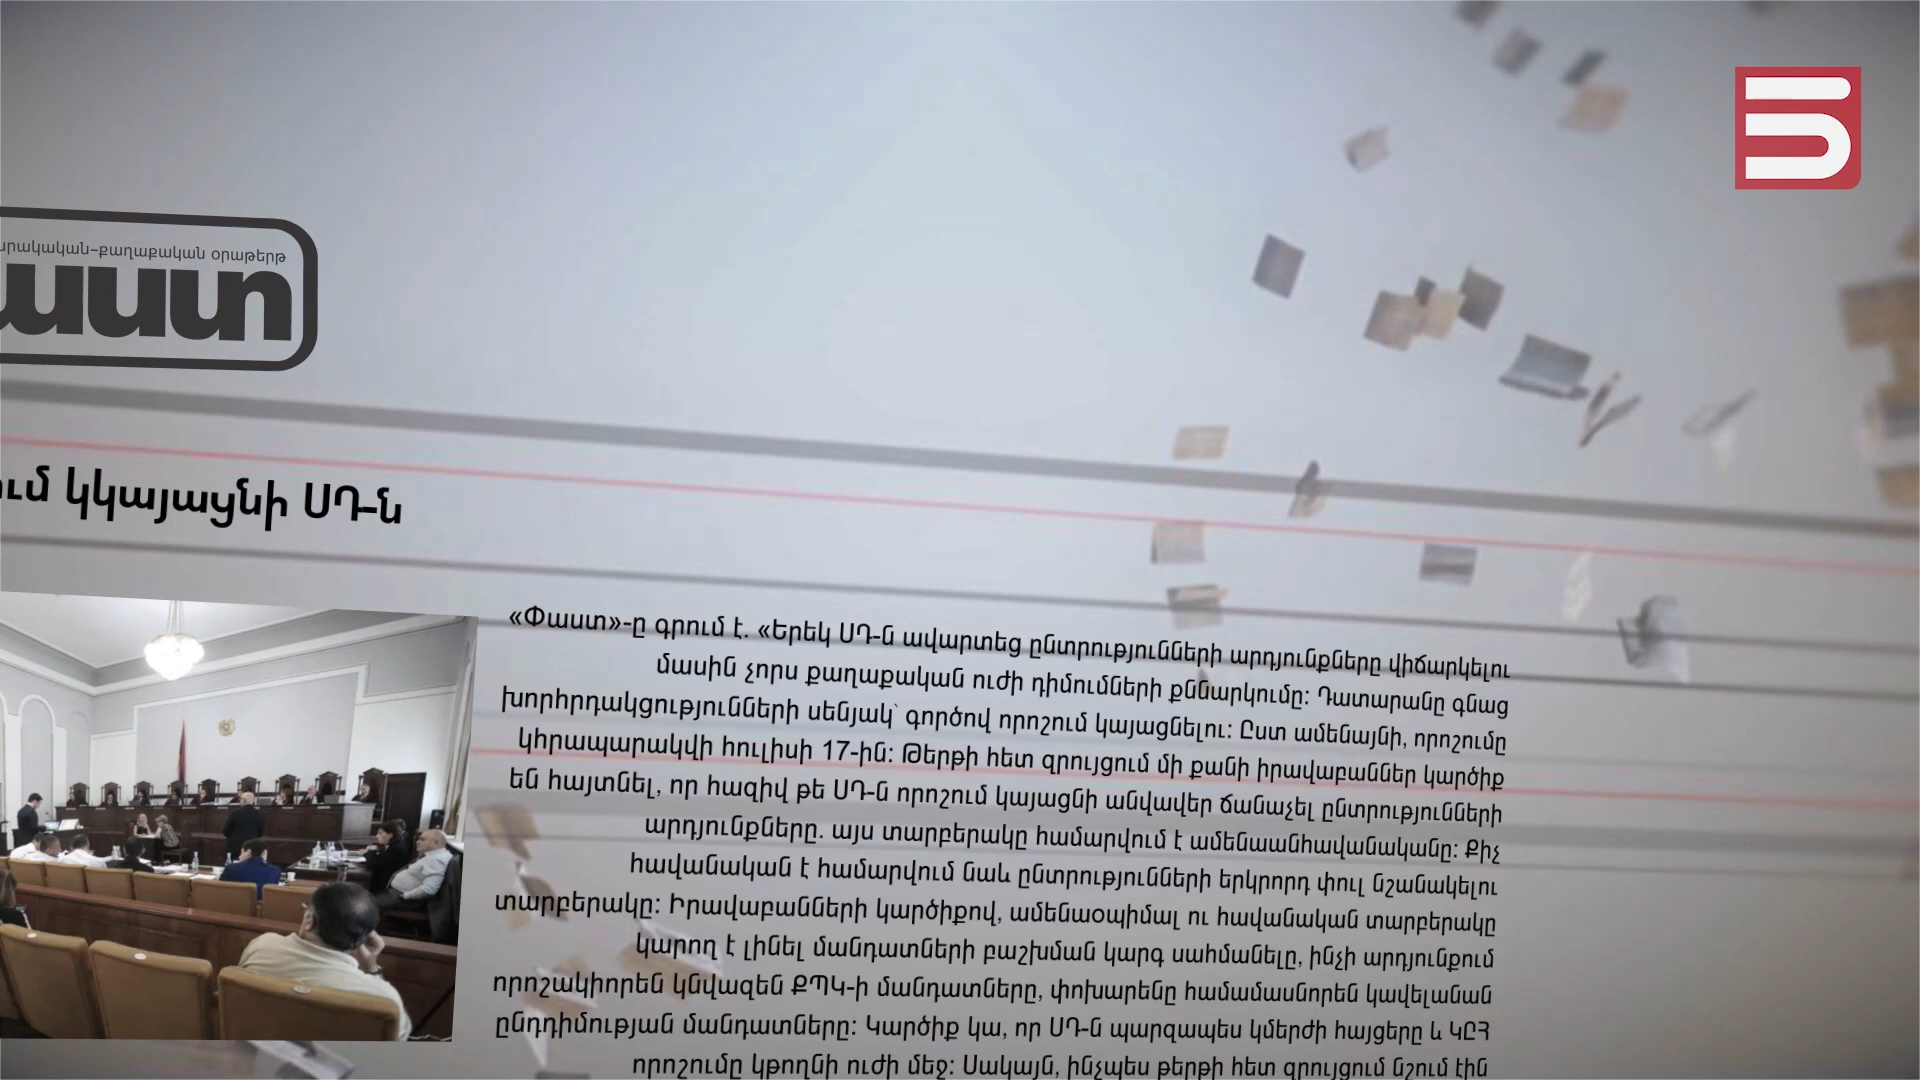 քաղաքական օրաթերթ
կկայացնի ՍԴ-ն
«Փաստ»-ը գրում է. «Երեկ ՍԴ-ն ավարտեց ընտրությունների արդյունքները վիճարկելու
մասին չորս քաղաքական ուժի դիմումների քննարկումը: Դատարանը գնաց
խորհրդակցությունների սենյակ՝ գործով որոշում կայացնելու: Ըստ ամենայնի, որոշումը
կհրապարակվի հուլիսի 17-ին: Թերթի հետ զրույցում մի քանի իրավաբաններ կարծիք
են հայտնել, որ հազիվ թե ՍԴ-ն որոշում կայացնի անվավեր ճանաչել ընտրությունների
արդյունքները. այս տարբերակը համարվում է ամենաանհավանականը: Քիչ
հավանական է համարվում նաև ընտրությունների երկրորդ փուլ նշանակելու
տարբերակը: Իրավաբանների կարծիքով, ամենաօպիմալ ու հավանական տարբերակը
կարող է լինել մանդատների բաշխման կարգ սահմանելը, ինչի արդյունքում
որոշակիորեն կնվազեն ՔՊԿ-ի մանդատները, փոխարենը համամասնորեն կավելանան
ընդդիմության մանդատները: Կարծիք կա, որ ՍԴ-ն պարզապես կմերժի հայցերը և ԿԸՀ
որոշումը կթողնի ուժի մեջ: Սակայն, ինչպես թերթի հետ զրույցում նշում էին